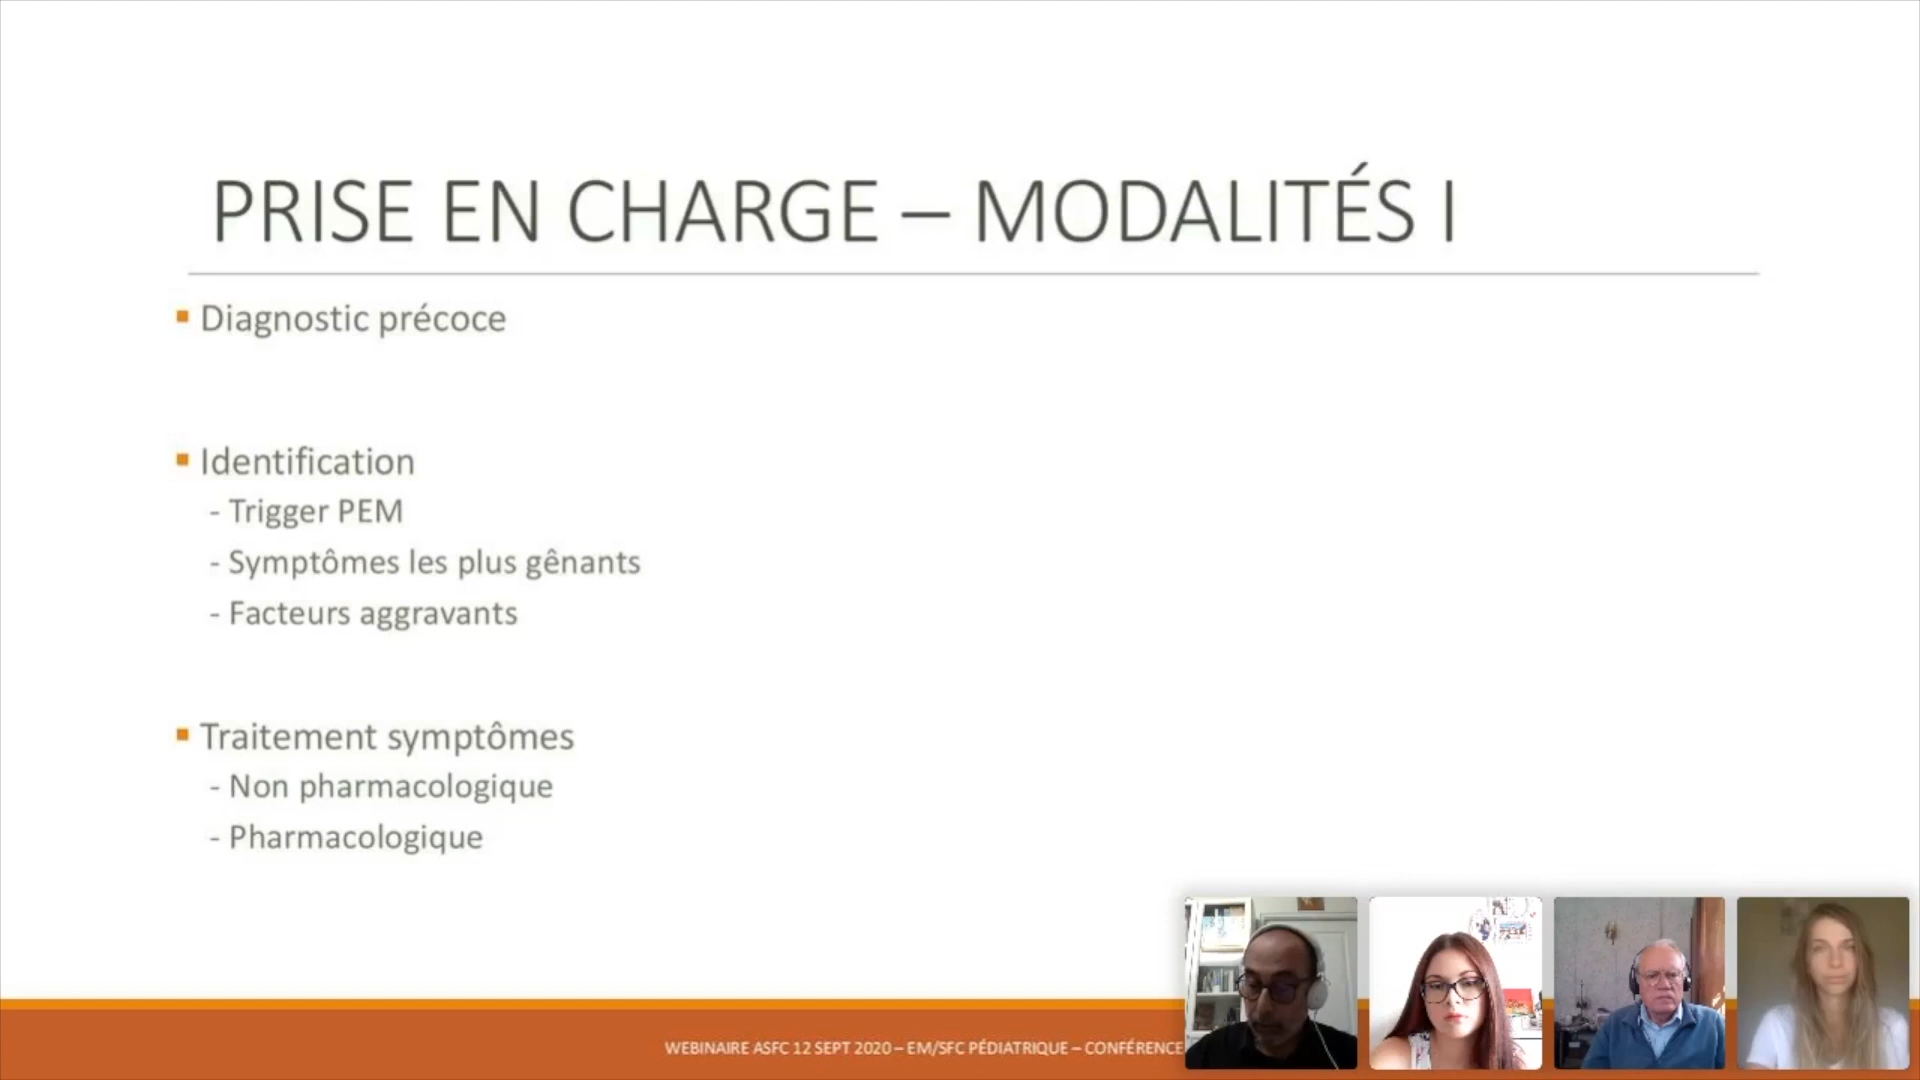 PRISE EN CHARGE – MODALITÉS I
▪ Diagnostic précoce
▪ Identification
- Trigger PEM
- Symptômes les plus gênants
- Facteurs aggravants
▪ Traitement symptômes
- Non pharmacologique
- Pharmacologique
WEBINAIRE ASFC 12 SEPT 2020 – EM/SFC PÉDIATRIQUE – CONFÉRENCE